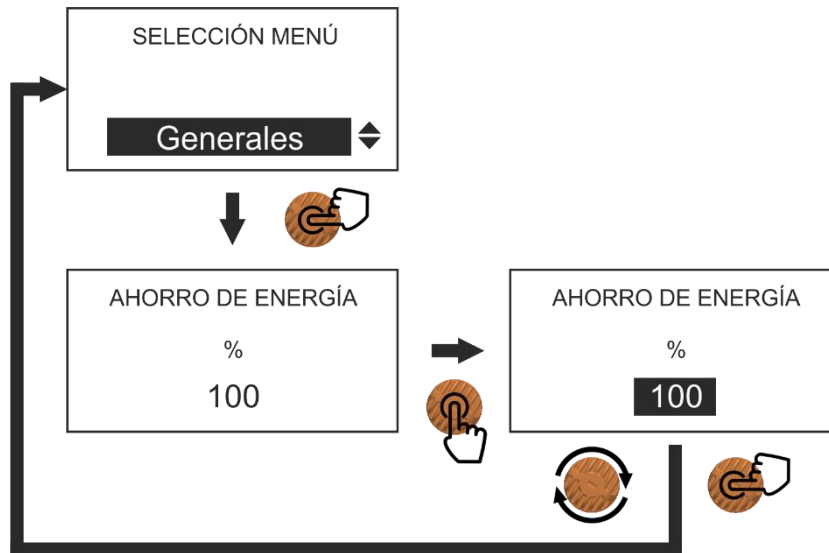 SELECCIÓN MENÚ
Generales
AHORRO DE ENERGÍA
%
100
AHORRO DE ENERGÍA
%
100